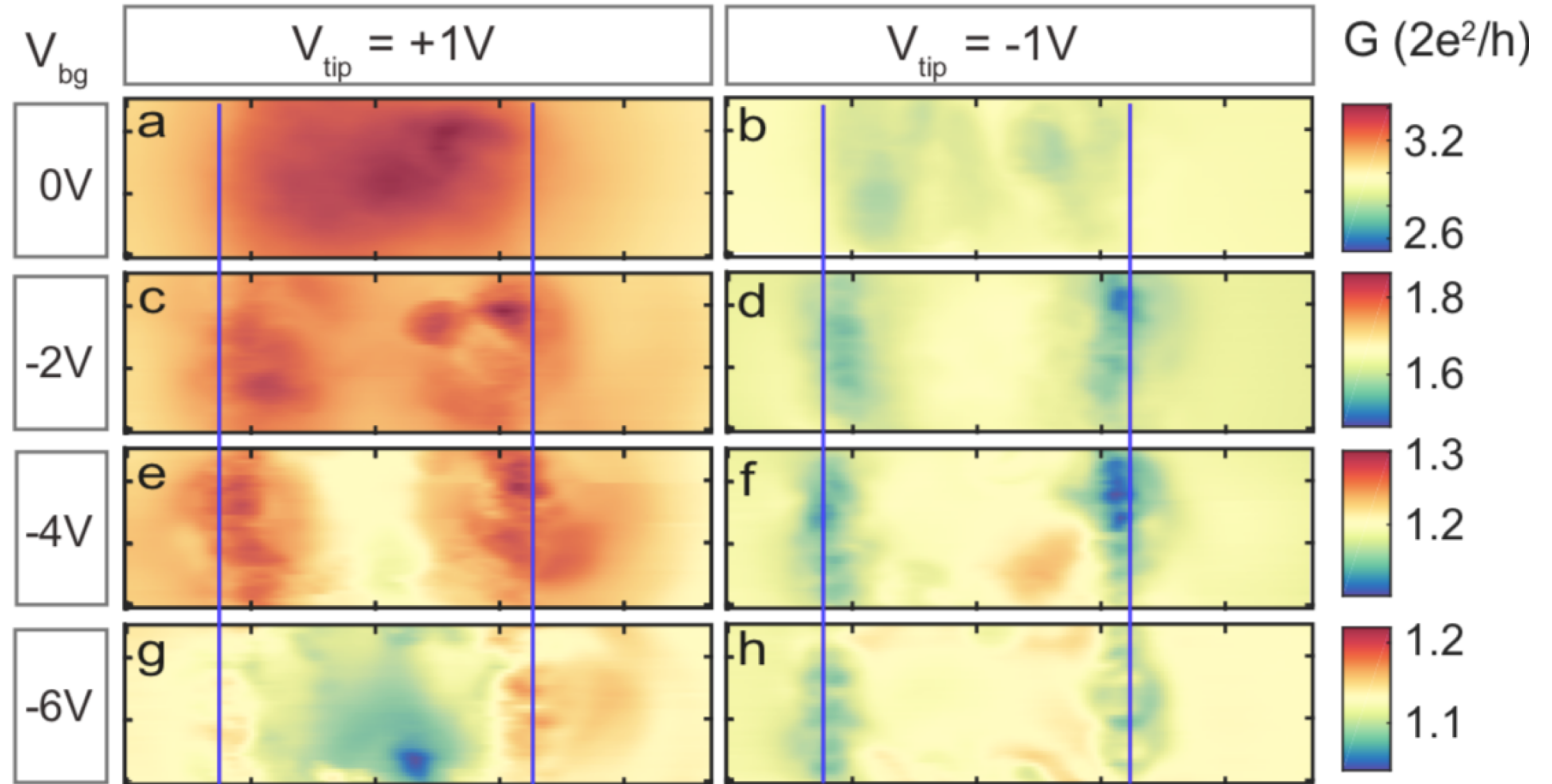 V_bg V_tip = +1V V_tip = -1V G (2e²/h)
0V a b 3.2
2.6
-2V c d 1.8
1.6
-4V e f 1.3
1.2
-6V g h 1.2
1.1